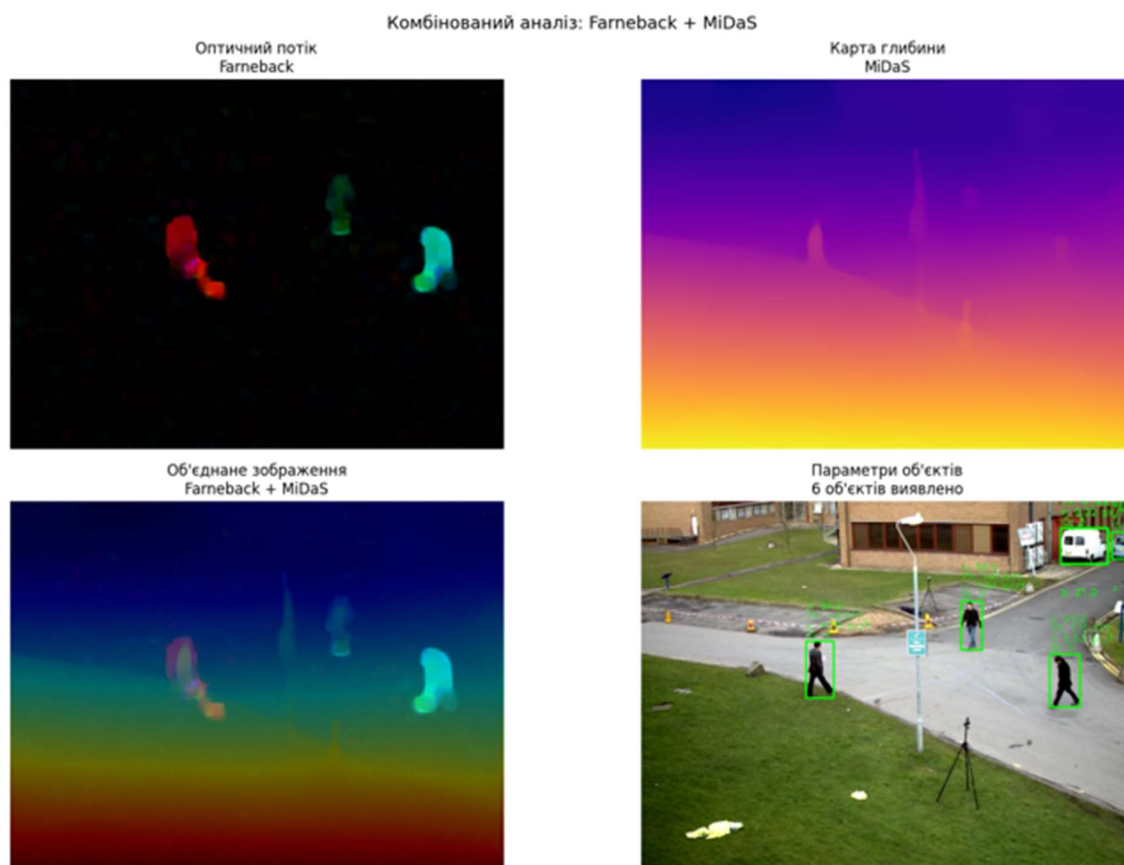 Комбінований аналіз: Farneback + MiDaS
Оптичний потік
Farneback
Карта глибини
MiDaS
Об'єднане зображення
Farneback + MiDaS
Параметри об'єктів
6 об'єктів виявлено